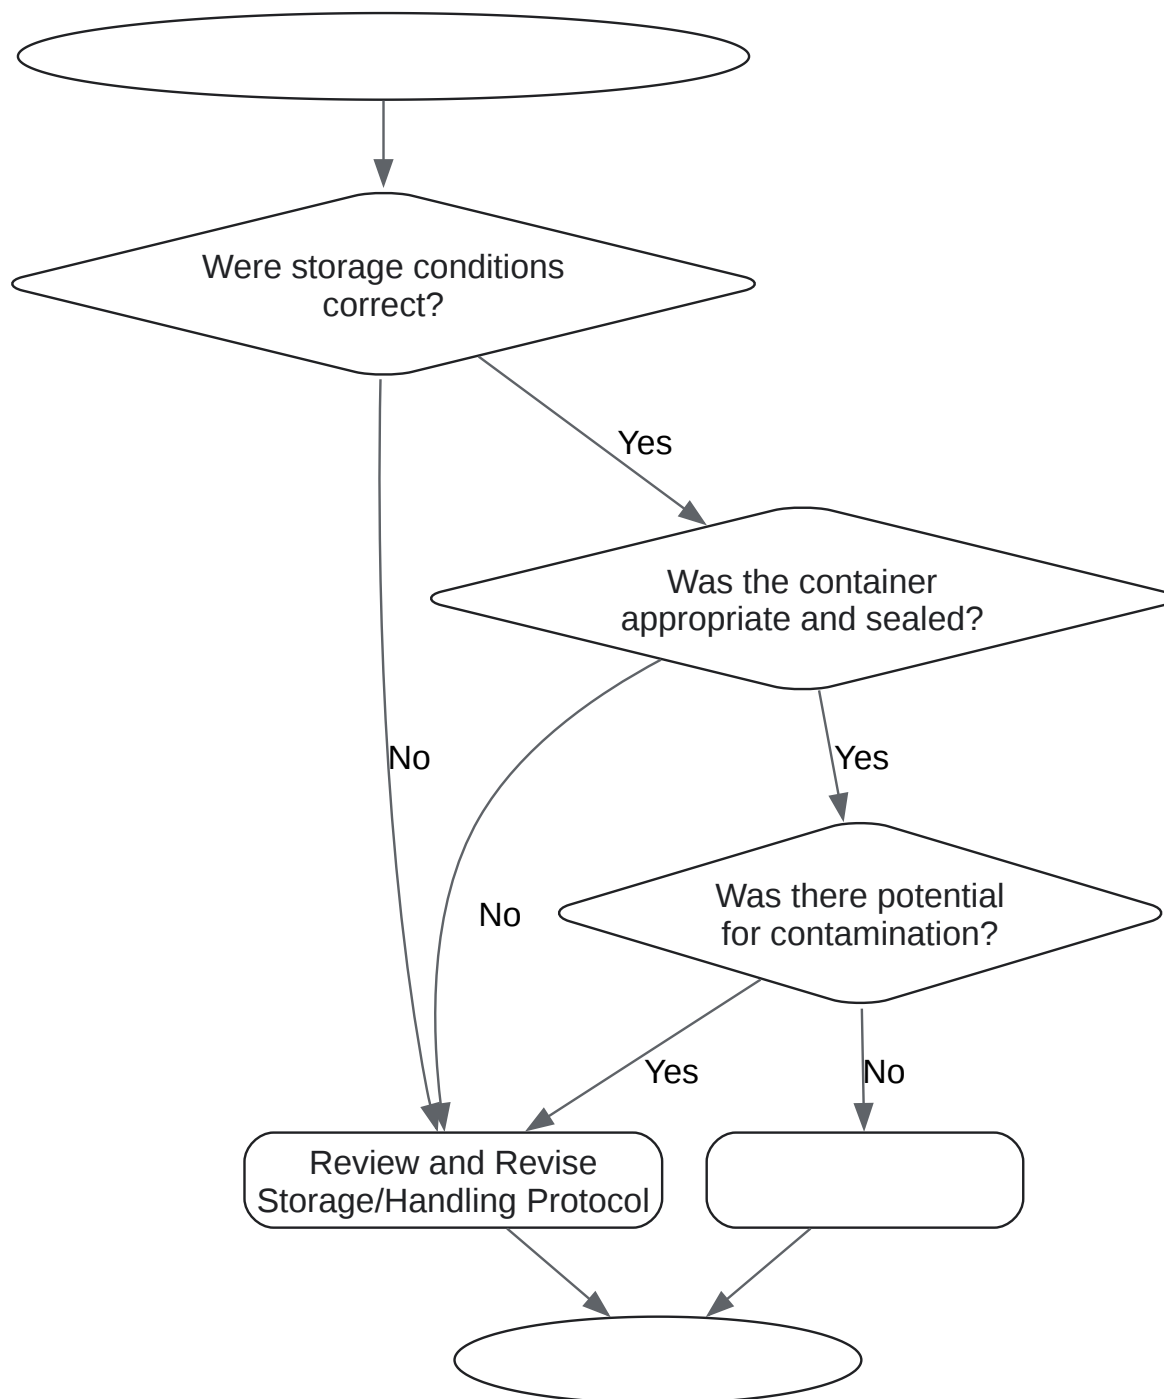 Were storage conditions
correct?
Yes
Was the container
appropriate and sealed?
No
Yes
Was there potential
for contamination?
No
Yes
No
Review and Revise
Storage/Handling Protocol